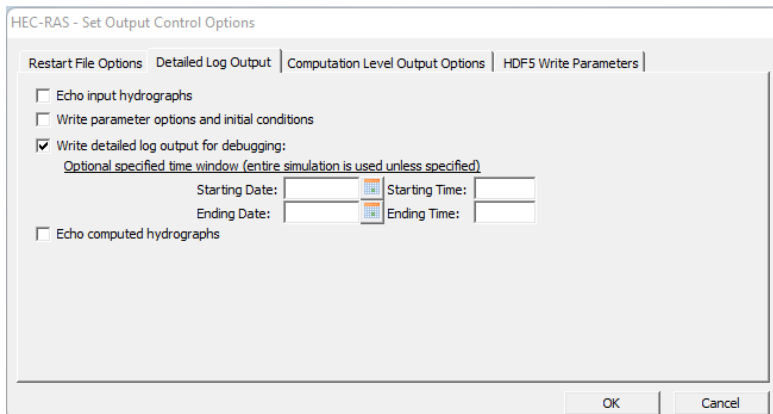 HEC-RAS - Set Output Control Options
Restart File Options Detailed Log Output Computation Level Output Options HDF5 Write Parameters
Echo input hydrographs
Write parameter options and initial conditions
Write detailed log output for debugging:
Optional specified time window (entire simulation is used unless specified)
Starting Date: Starting Time:
Ending Date: Ending Time:
Echo computed hydrographs
OK Cancel